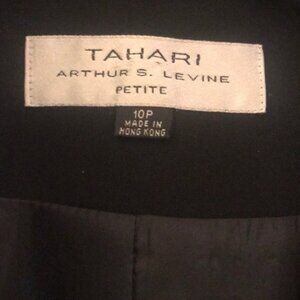 TAHARI
ARTHUR S. LEVINE
PETITE
10P
MADE IN
HONG KONG